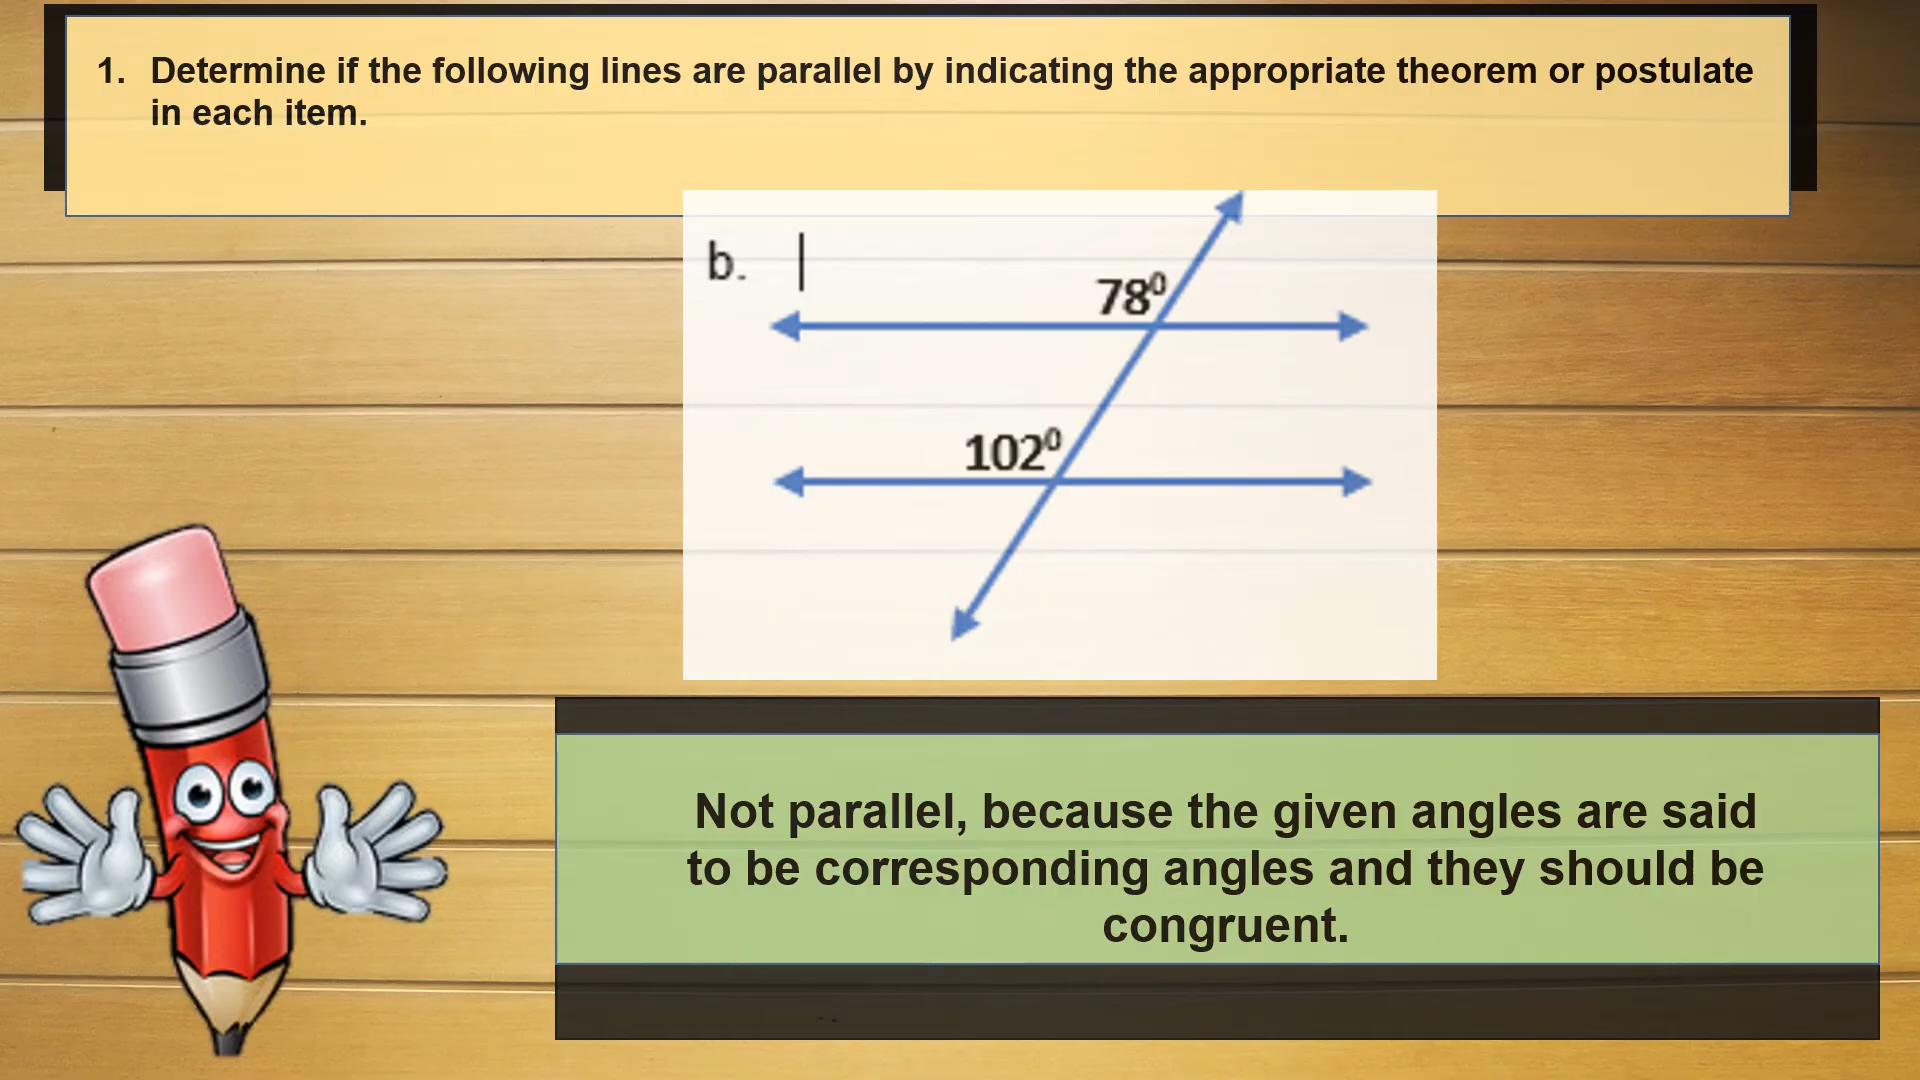 1. Determine if the following lines are parallel by indicating the appropriate theorem or postulate
in each item.
b. |
78⁰
102⁰
Not parallel, because the given angles are said
to be corresponding angles and they should be
congruent.